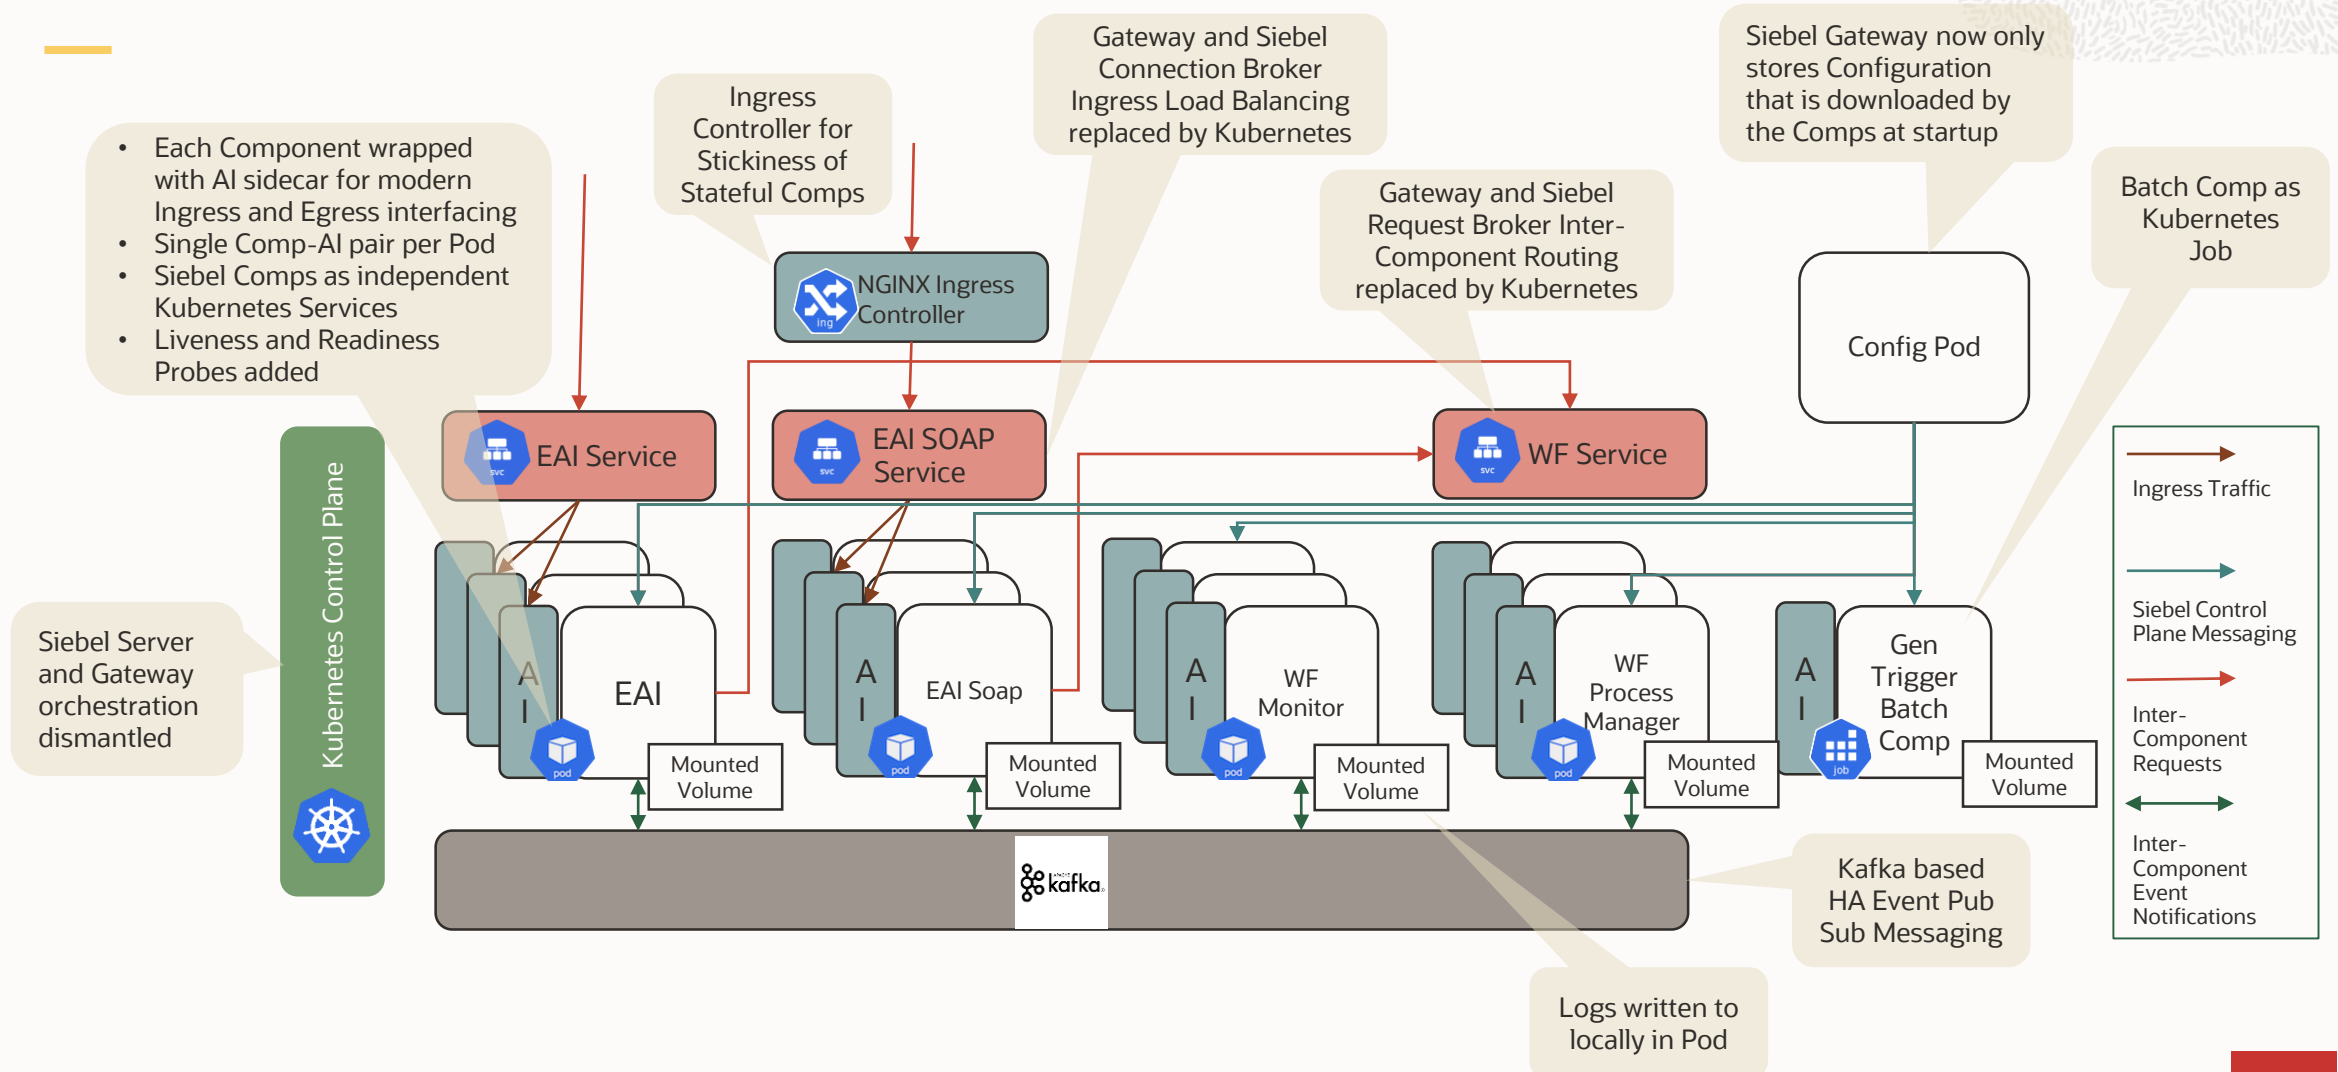 Gateway and Siebel
Connection Broker
Ingress Load Balancing
replaced by Kubernetes
Siebel Gateway now only
stores Configuration
that is downloaded by
the Comps at startup
Ingress
Controller for
Stickiness of
Stateful Comps
• Each Component wrapped
with AI sidecar for modern
Ingress and Egress interfacing
• Single Comp-AI pair per Pod
• Siebel Comps as independent
Kubernetes Services
• Liveness and Readiness
Probes added
Gateway and Siebel
Request Broker Inter-
Component Routing
replaced by Kubernetes
Batch Comp as
Kubernetes
Job
NGINX Ingress
Controller
ing
Config Pod
EAI Service
svc
EAI SOAP
Service
svc
WF Service
svc
Kubernetes Control Plane
Siebel Server
and Gateway
orchestration
dismantled
A
I
EAI
pod
Mounted
Volume
A
I
EAI Soap
pod
Mounted
Volume
A
I
WF
Monitor
pod
Mounted
Volume
A
I
WF
Process
Manager
pod
Mounted
Volume
A
I
Gen
Trigger
Batch
Comp
job
Mounted
Volume
Ingress Traffic
Siebel Control
Plane Messaging
Inter-
Component
Requests
Inter-
Component
Event
Notifications
kafka
Kafka based
HA Event Pub
Sub Messaging
Logs written to
locally in Pod